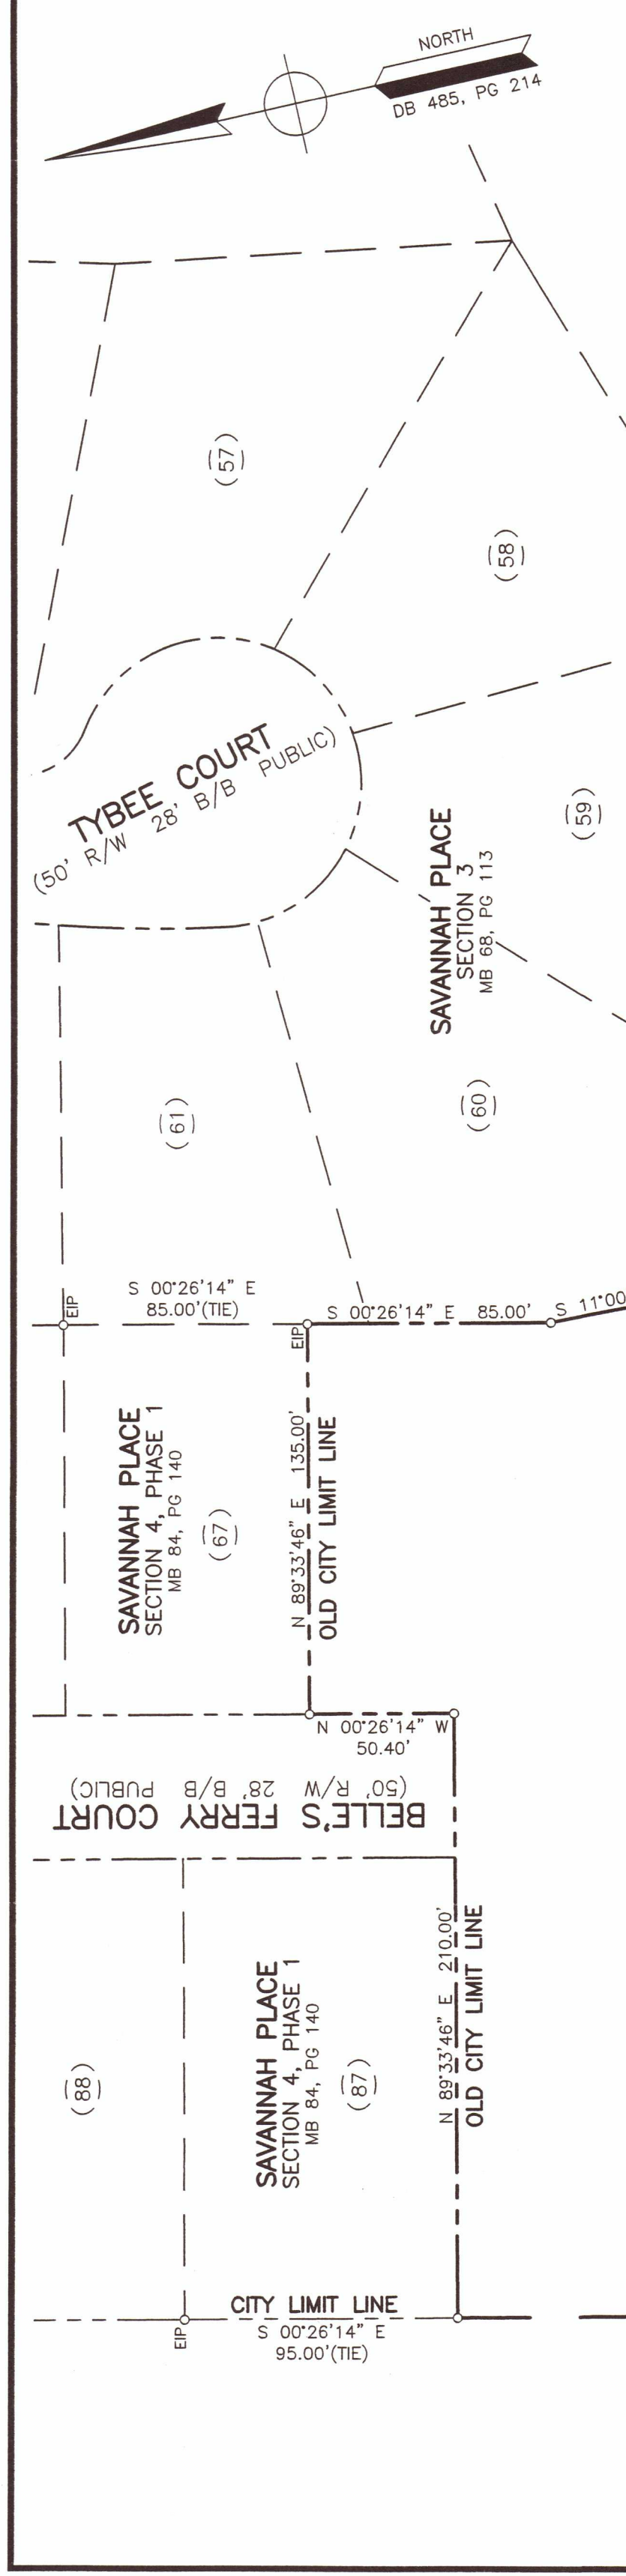 NORTH
DB 485, PG 214
(57)
(58)
TYBEE COURT
(50' R/W 28' B/B PUBLIC)
(59)
SAVANNAH PLACE
SECTION 3
MB 68, PG 113
(61)
(60)
EIP
S 00°26'14" E
85.00'(TIE)
EIP
S 00°26'14" E 85.00'
S 11°00
SAVANNAH PLACE
SECTION 4, PHASE 1
MB 84, PG 140
(67)
N 89°33'46" E 135.00'
OLD CITY LIMIT LINE
N 00°26'14" W
50.40'
BELLE'S FERRY COURT
(50' R/W 28' B/B PUBLIC)
(88)
SAVANNAH PLACE
SECTION 4, PHASE 1
MB 84, PG 140
(87)
N 89°33'46" E 210.00'
OLD CITY LIMIT LINE
EIP
CITY LIMIT LINE
S 00°26'14" E
95.00'(TIE)